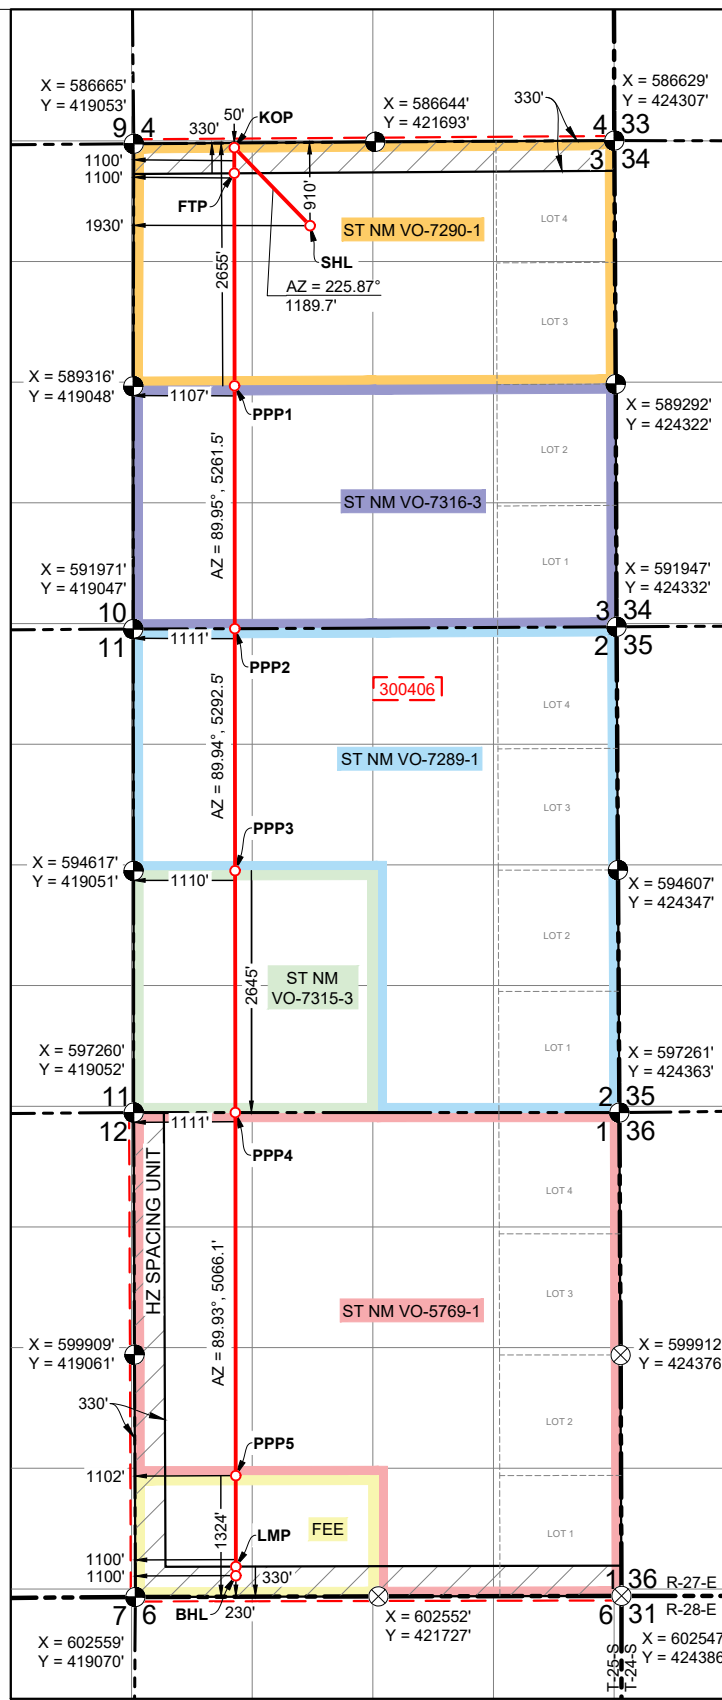 X = 586665'
Y = 419053'
50'
KOP
330'
X = 586644'
Y = 421693'
330'
X = 586629'
Y = 424307'
9 4
4 33
3 34
1100'
1100'
FTP
910'
1930'
ST NM VO-7290-1
LOT 4
SHL
2655'
AZ = 225.87°
1189.7'
LOT 3
X = 589316'
Y = 419048'
1107'
PPP1
X = 589292'
Y = 424322'
LOT 2
AZ = 89.95°, 5261.5'
ST NM VO-7316-3
LOT 1
X = 591971'
Y = 419047'
X = 591947'
Y = 424332'
10
11
3 34
2 35
1111'
PPP2
300406
LOT 4
AZ = 89.94°, 5292.5'
ST NM VO-7289-1
LOT 3
PPP3
X = 594617'
Y = 419051'
1110'
X = 594607'
Y = 424347'
LOT 2
ST NM
VO-7315-3
2645'
LOT 1
X = 597260'
Y = 419052'
X = 597261'
Y = 424363'
11
12
2 35
1 36
1111'
PPP4
HZ SPACING UNIT
LOT 4
AZ = 89.93°, 5066.1'
ST NM VO-5769-1
LOT 3
X = 599909'
Y = 419061'
X = 599912
Y = 424376
330'
LOT 2
PPP5
1102'
1324'
FEE
LMP
LOT 1
1100'
1100'
330'
1 36
R-27-E
7 6
BHL
230'
6 31
R-28-E
X = 602559'
Y = 419070'
X = 602552'
Y = 421727'
T-25-S
T-24-S
X = 602547
Y = 424386